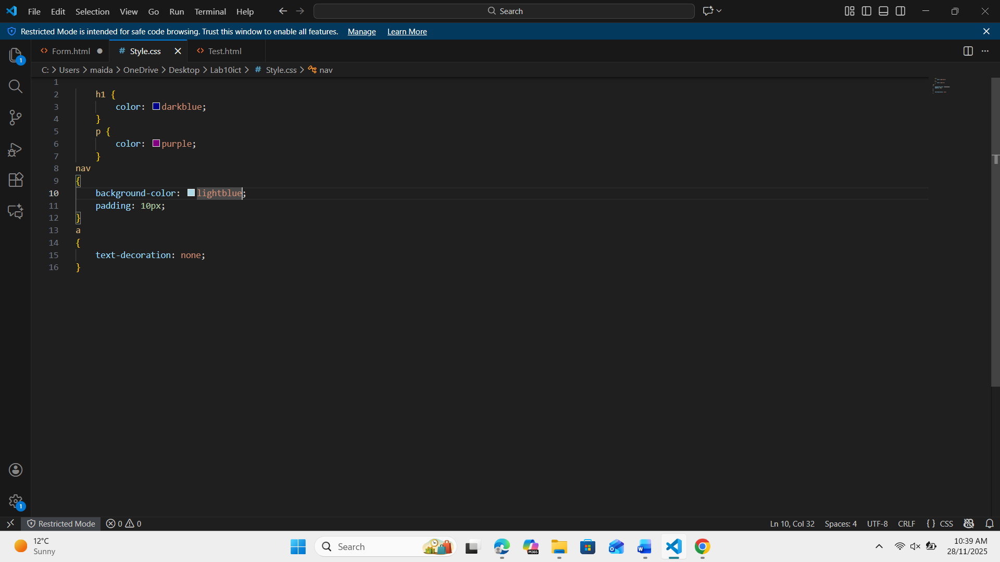 File Edit Selection View Go Run Terminal Help Search
Restricted Mode is intended for safe code browsing. Trust this window to enable all features. Manage Learn More
Form.html Style.css Test.html
C: > Users > maida > OneDrive > Desktop > Lab10ict > # Style.css > nav
1
2 h1 {
3 color: darkblue;
4 }
5 p {
6 color: purple;
7 }
8 nav
9 {
10 background-color: lightblue;
11 padding: 10px;
12 }
13 a
14 {
15 text-decoration: none;
16 }
1
1
Restricted Mode 0 0 Ln 10, Col 32 Spaces: 4 UTF-8 CRLF {} CSS
12°C
Sunny
Search
M365
10:39 AM
28/11/2025